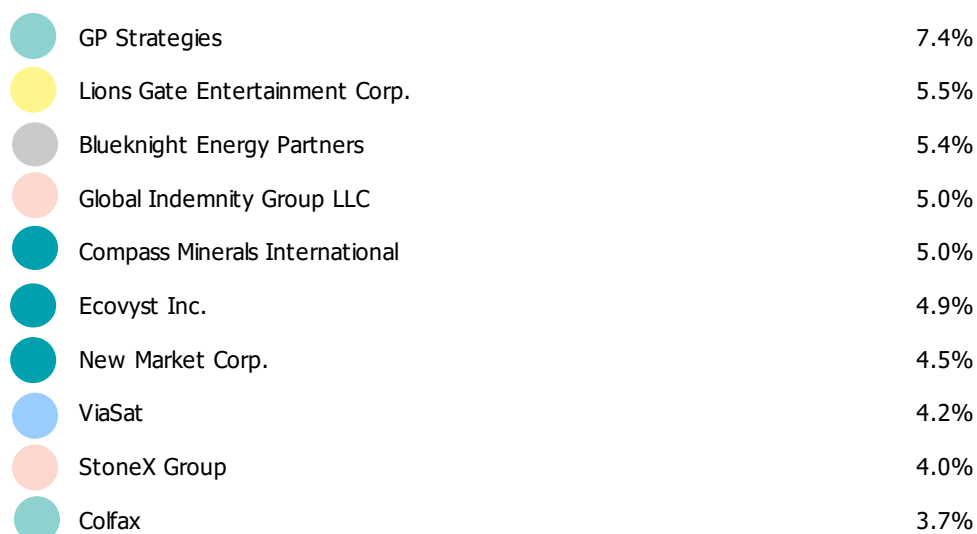 GP Strategies 7.4%
Lions Gate Entertainment Corp. 5.5%
Blueknight Energy Partners 5.4%
Global Indemnity Group LLC 5.0%
Compass Minerals International 5.0%
Ecovyst Inc. 4.9%
New Market Corp. 4.5%
ViaSat 4.2%
StoneX Group 4.0%
Colfax 3.7%